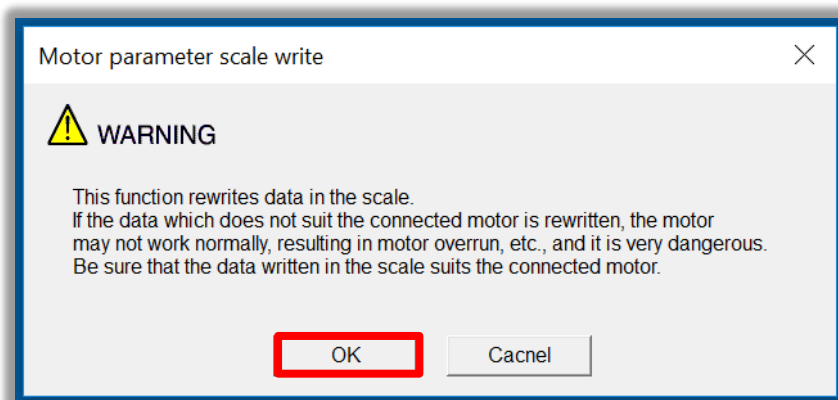 Motor parameter scale write
WARNING
This function rewrites data in the scale.
If the data which does not suit the connected motor is rewritten, the motor
may not work normally, resulting in motor overrun, etc., and it is very dangerous.
Be sure that the data written in the scale suits the connected motor.
OK
Cacnel